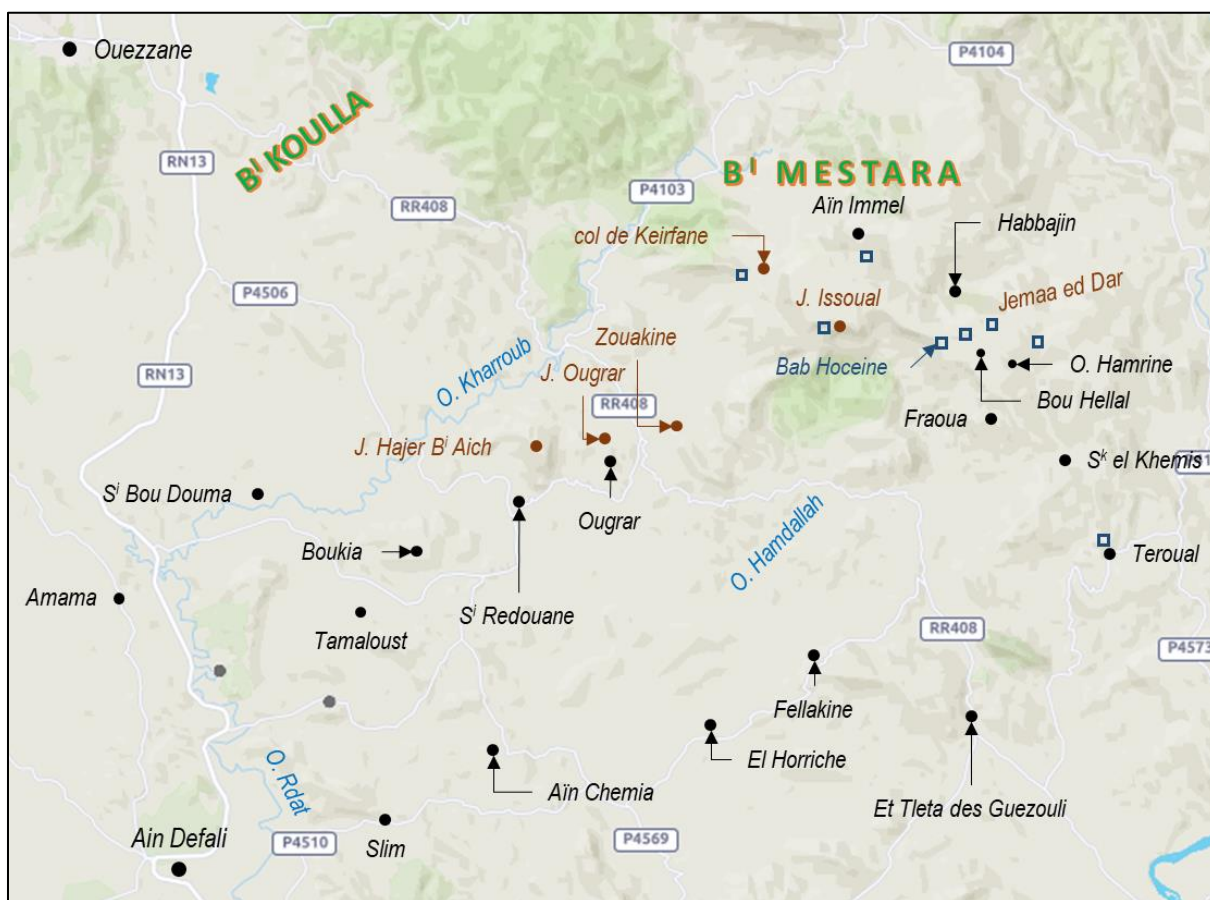 Ouezzane
P4104
Bⁱ KOULLA
RN13
P4103
Bⁱ MESTARA
RR408
Aïn Immel
Habbajin
col de Keirfane
P4506
J. Issoual
Jemaa ed Dar
Zouakine
O. Kharroub
RN13
J. Ougrar
Bab Hoceine
O. Hamrine
RR408
Bou Hellal
Fraoua
J. Hajer Bⁱ Aich
Sᵏ el Khemis
Sⁱ Bou Douma
Ougrar
O. Hamdallah
Boukia
Teroual
Amama
Sⁱ Redouane
Tamaloust
RR408
P4573
Fellakine
El Horriche
O. Rdat
Aïn Chemia
Et Tleta des Guezouli
Ain Defali
P4510
Slim
P4569